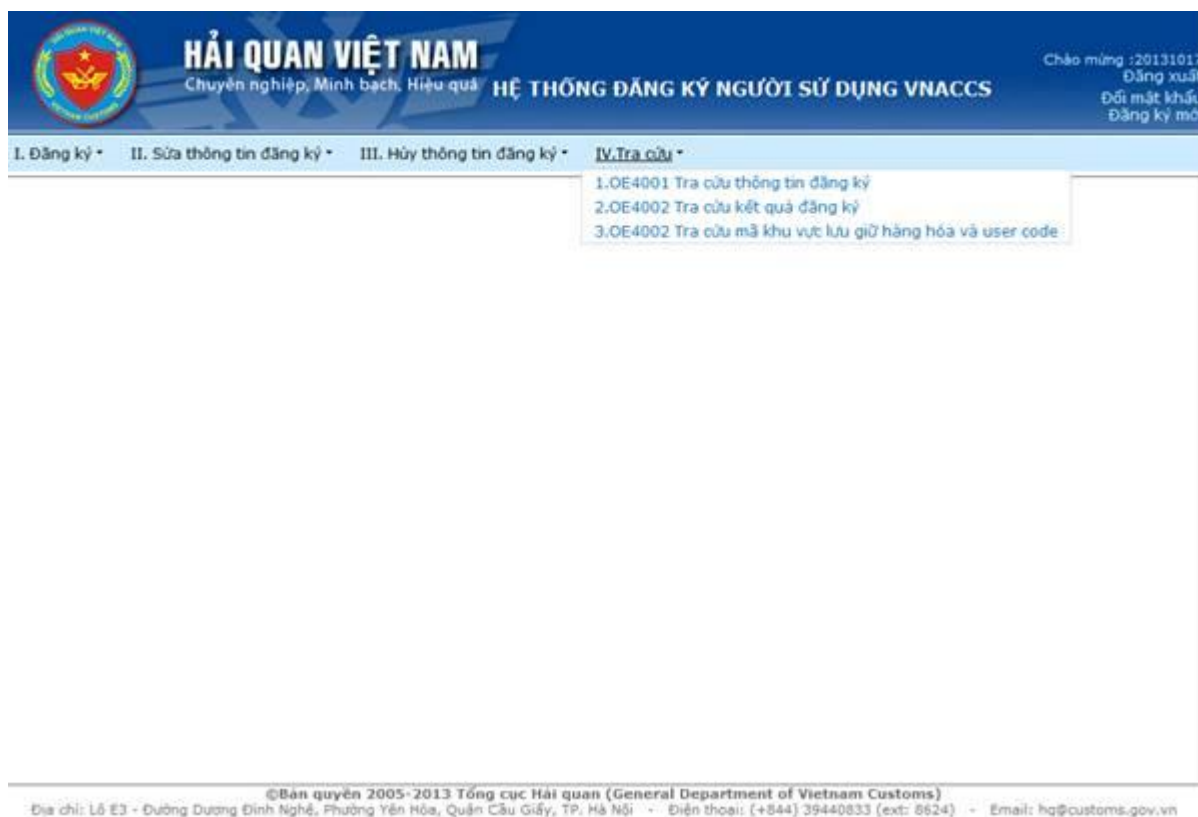 HẢI QUAN VIỆT NAM
Chuyên nghiệp, Minh bạch, Hiệu quả
HỆ THỐNG ĐĂNG KÝ NGƯỜI SỬ DỤNG VNACCS
Chào mừng :2013101
Đăng xuất
Đổi mật khẩu
Đăng ký mới
I. Đăng ký II. Sửa thông tin đăng ký III. Hủy thông tin đăng ký IV.Tra cứu
1.OE4001 Tra cứu thông tin đăng ký
2.OE4002 Tra cứu kết quả đăng ký
3.OE4002 Tra cứu mã khu vực lưu giữ hàng hóa và user code
©Bản quyền 2005-2013 Tổng cục Hải quan (General Department of Vietnam Customs)
Địa chỉ: Lô E3 - Đường Dương Đình Nghệ, Phường Yên Hòa, Quận Cầu Giấy, TP. Hà Nội - Điện thoại: (+844) 39440833 (ext: 8624) - Email: hq@customs.gov.vn